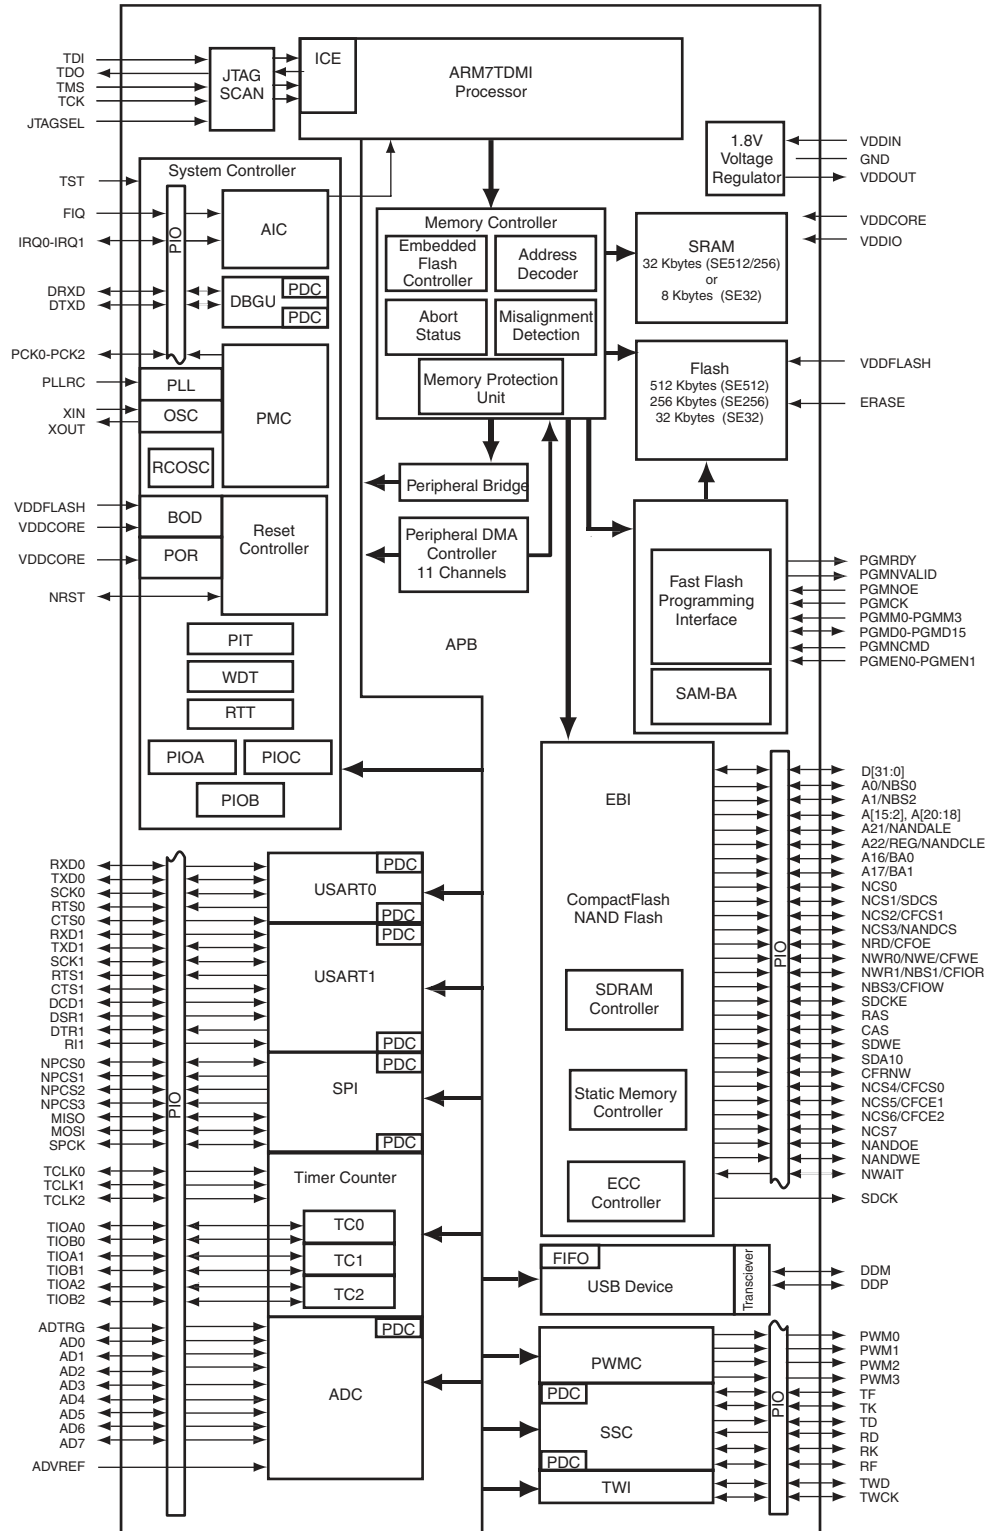 TDI
TDO
TMS
TCK
JTAGSEL
JTAG
SCAN
ICE
ARM7TDMI
Processor
1.8V
Voltage
Regulator
VDDIN
GND
VDDOUT
VDDCORE
VDDIO
System Controller
TST
FIQ
IRQ0-IRQ1
PIO
AIC
DRXD
DTXD
DBGU
PDC
PDC
PCK0-PCK2
PLLRC
PLL
XIN
XOUT
OSC
PMC
RCOSC
VDDFLASH
VDDCORE
BOD
VDDCORE
POR
Reset
Controller
NRST
PIT
WDT
RTT
PIOA
PIOC
PIOB
Memory Controller
Embedded
Flash
Controller
Address
Decoder
Abort
Status
Misalignment
Detection
Memory Protection
Unit
SRAM
32 Kbytes (SE512/256)
or
8 Kbytes (SE32)
Flash
512 Kbytes (SE512)
256 Kbytes (SE256)
32 Kbytes (SE32)
VDDFLASH
ERASE
Peripheral Bridge
Peripheral DMA
Controller
11 Channels
APB
Fast Flash
Programming
Interface
SAM-BA
PGMRDY
PGMNVALID
PGMNOE
PGMCK
PGMM0-PGMM3
PGMD0-PGMD15
PGMNCMD
PGMEN0-PGMEN1
EBI
CompactFlash
NAND Flash
SDRAM
Controller
Static Memory
Controller
ECC
Controller
PIO
D[31:0]
A0/NBS0
A1/NBS2
A[15:2], A[20:18]
A21/NANDALE
A22/REG/NANDCLE
A16/BA0
A17/BA1
NCS0
NCS1/SDCS
NCS2/CFCS1
NCS3/NANDCS
NRD/CFOE
NWR0/NWE/CFWE
NWR1/NBS1/CFIOR
NBS3/CFIOW
SDCKE
RAS
CAS
SDWE
SDA10
CFRNW
NCS4/CFCS0
NCS5/CFCE1
NCS6/CFCE2
NCS7
NANDOE
NANDWE
NWAIT
SDCK
RXD0
TXD0
SCK0
RTS0
CTS0
RXD1
TXD1
SCK1
RTS1
CTS1
DCD1
DSR1
DTR1
RI1
NPCS0
NPCS1
NPCS2
NPCS3
MISO
MOSI
SPCK
TCLK0
TCLK1
TCLK2
TIOA0
TIOB0
TIOA1
TIOB1
TIOA2
TIOB2
ADTRG
AD0
AD1
AD2
AD3
AD4
AD5
AD6
AD7
ADVREF
PIO
PDC
USART0
PDC
PDC
USART1
PDC
PDC
SPI
PDC
Timer Counter
TC0
TC1
TC2
PDC
ADC
FIFO
USB Device
Transciever
DDM
DDP
PWMC
PDC
SSC
PDC
TWI
PIO
PWM0
PWM1
PWM2
PWM3
TF
TK
TD
RD
RK
RF
TWD
TWCK